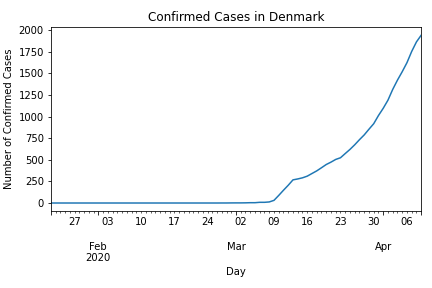 Confirmed Cases in Denmark
2000
1750
1500
1250
1000
750
500
250
0
Number of Confirmed Cases
27 03 10 17 24 02 09 16 23 30 06
Feb Mar Apr
2020
Day